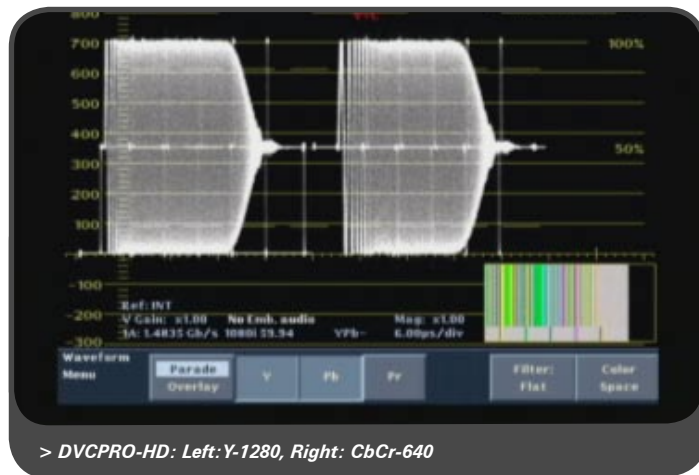 800
700
100%
600
500
400
50%
300
200
100
-100
Ref: INT
V Gain: x1.00 No Emb. audio Mag: x1.00
-200
1A: 1.4835 Gb/s 1080i 59.94 YPb- 6.00µs/div
-300
Waveform
Menu
Parade
Overlay
Y
Pb
Pr
Filter:
Flat
Color
Space
> DVCPRO-HD: Left:Y-1280, Right: CbCr-640